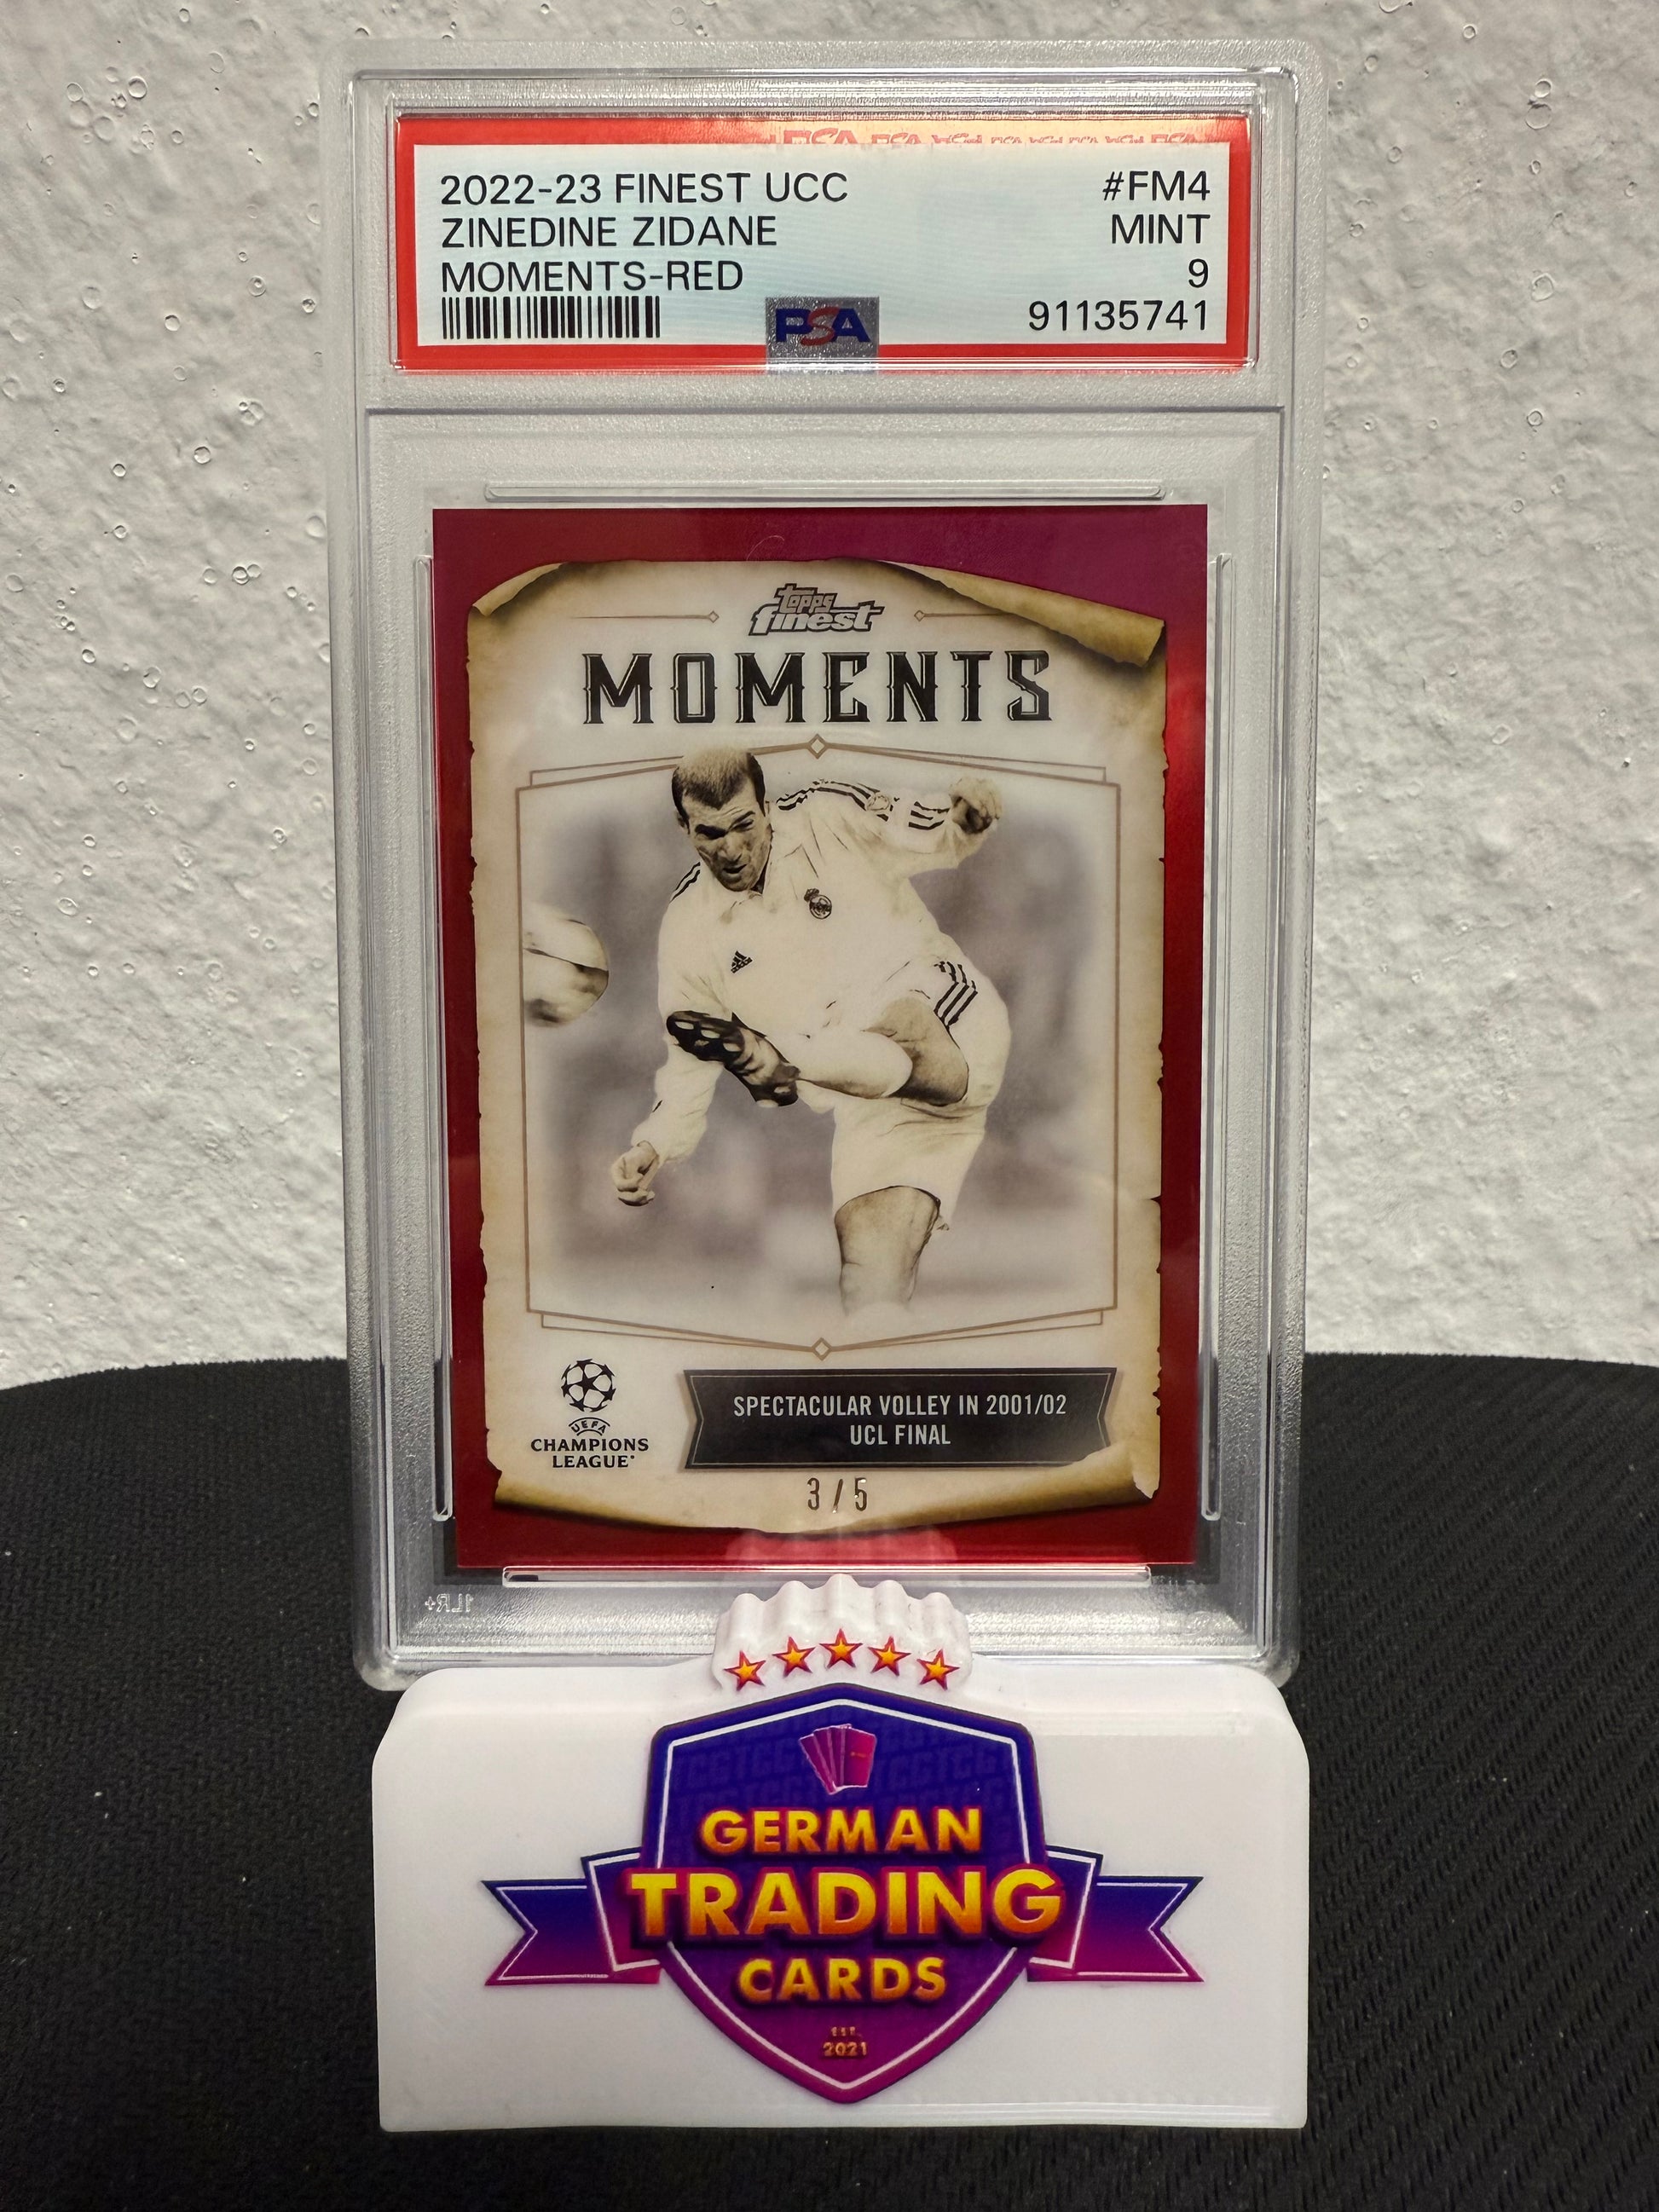 2022-23 FINEST UCC #FM4
ZINEDINE ZIDANE MINT
MOMENTS-RED 9
PSA 91135741
topps
finest
MOMENTS
UEFA
CHAMPIONS
LEAGUE
SPECTACULAR VOLLEY IN 2001/02
UCL FINAL
3/5
GERMAN
TRADING
CARDS
EST.
2021